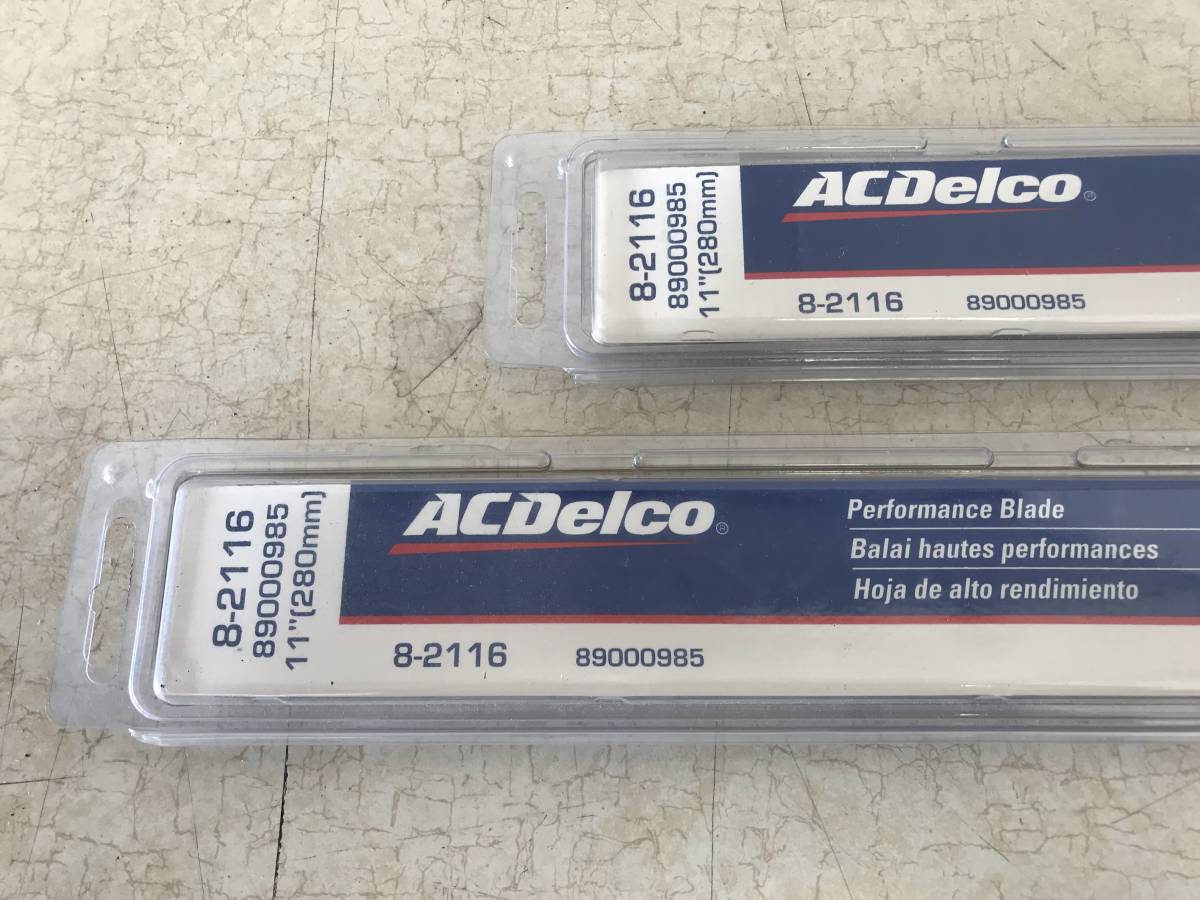 8-2116
89000985
11"(280mm)
ACDelco®
8-2116 89000985
8-2116
89000985
11"(280mm)
ACDelco®
Performance Blade
Balai hautes performances
Hoja de alto rendimiento
8-2116 89000985